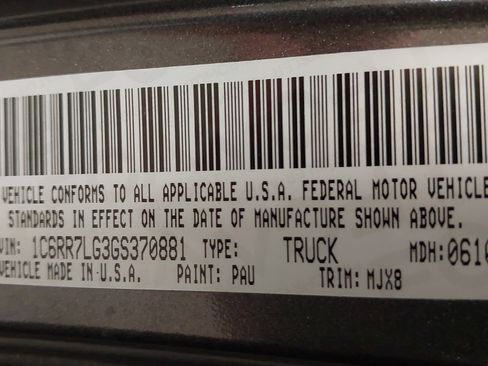 VEHICLE CONFORMS TO ALL APPLICABLE U.S.A. FEDERAL MOTOR VEHICLE
STANDARDS IN EFFECT ON THE DATE OF MANUFACTURE SHOWN ABOVE.
VIN: 1C6RR7LG3GS370881 TYPE: TRUCK MDH: 0610
VEHICLE MADE IN U.S.A. PAINT: PAU TRIM: MJX8